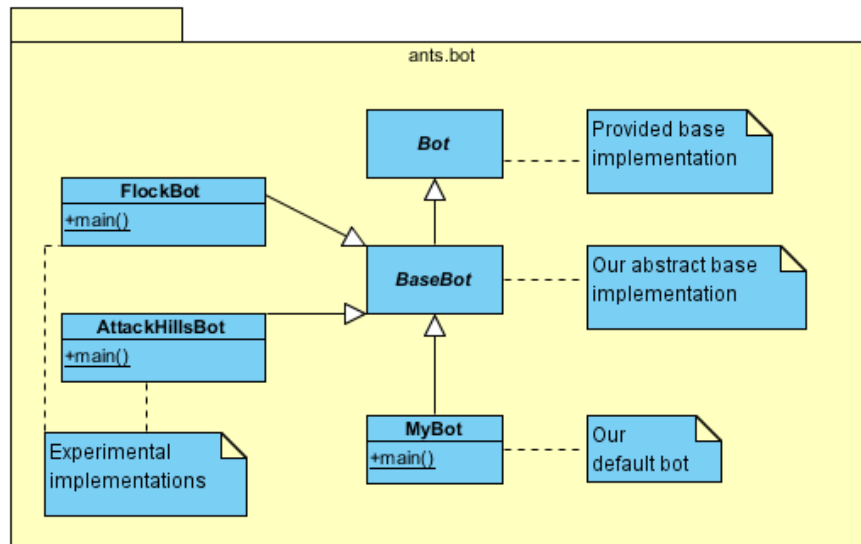 ants.bot
Bot
Provided base
implementation
FlockBot
+main()
BaseBot
Our abstract base
implementation
AttackHillsBot
+main()
MyBot
+main()
Our
default bot
Experimental
implementations